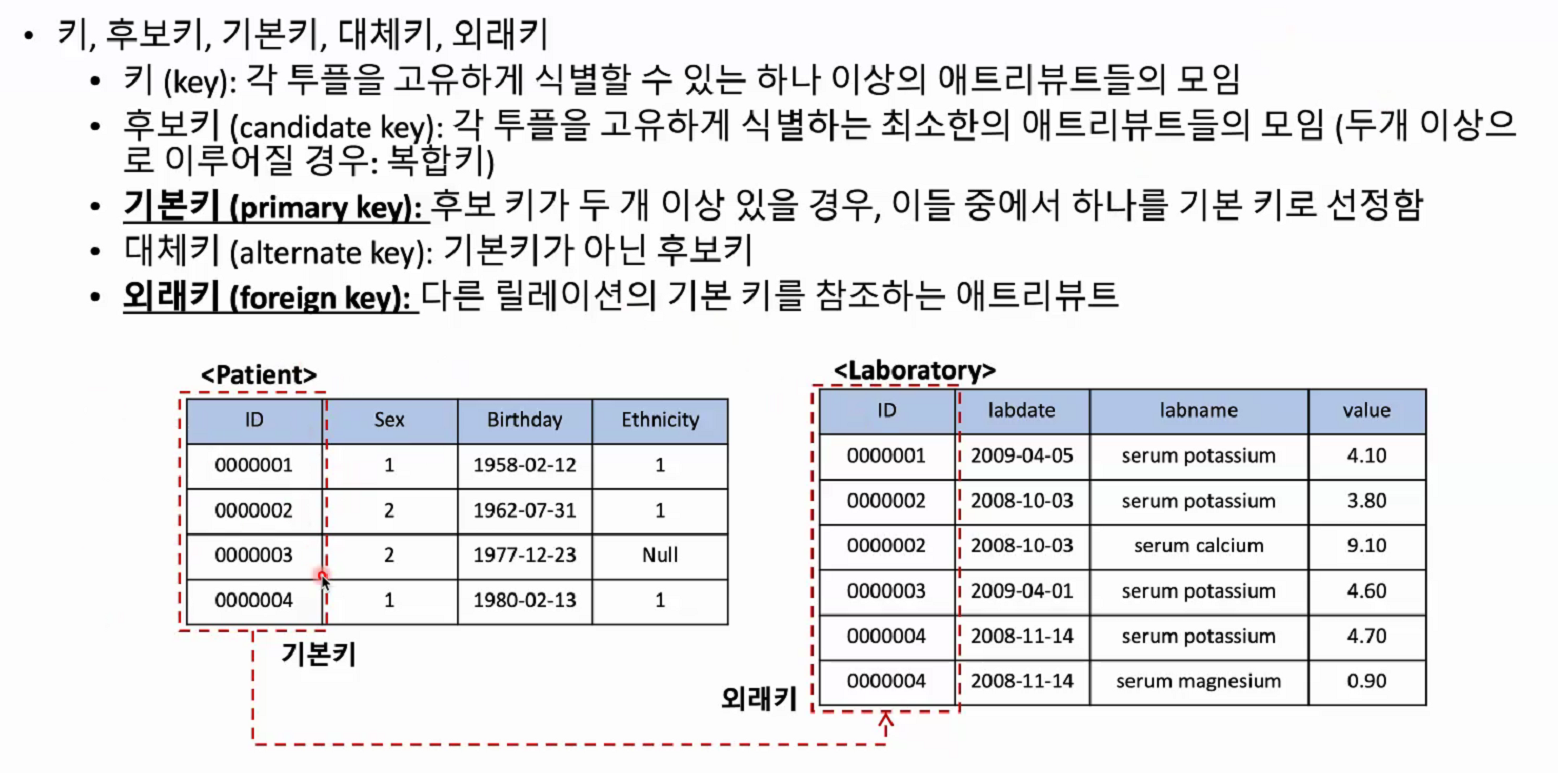 • 키, 후보키, 기본키, 대체키, 외래키
• 키 (key): 각 투플을 고유하게 식별할 수 있는 하나 이상의 애트리뷰트들의 모임
• 후보키 (candidate key): 각 투플을 고유하게 식별하는 최소한의 애트리뷰트들의 모임 (두개 이상으
로 이루어질 경우: 복합키)
• 기본키 (primary key): 후보 키가 두 개 이상 있을 경우, 이들 중에서 하나를 기본 키로 선정함
• 대체키 (alternate key): 기본키가 아닌 후보키
• 외래키 (foreign key): 다른 릴레이션의 기본 키를 참조하는 애트리뷰트
<Patient>
ID Sex Birthday Ethnicity
0000001 1 1958-02-12 1
0000002 2 1962-07-31 1
0000003 2 1977-12-23 Null
0000004 1 1980-02-13 1
기본키
<Laboratory>
ID labdate labname value
0000001 2009-04-05 serum potassium 4.10
0000002 2008-10-03 serum potassium 3.80
0000002 2008-10-03 serum calcium 9.10
0000003 2009-04-01 serum potassium 4.60
0000004 2008-11-14 serum potassium 4.70
0000004 2008-11-14 serum magnesium 0.90
외래키